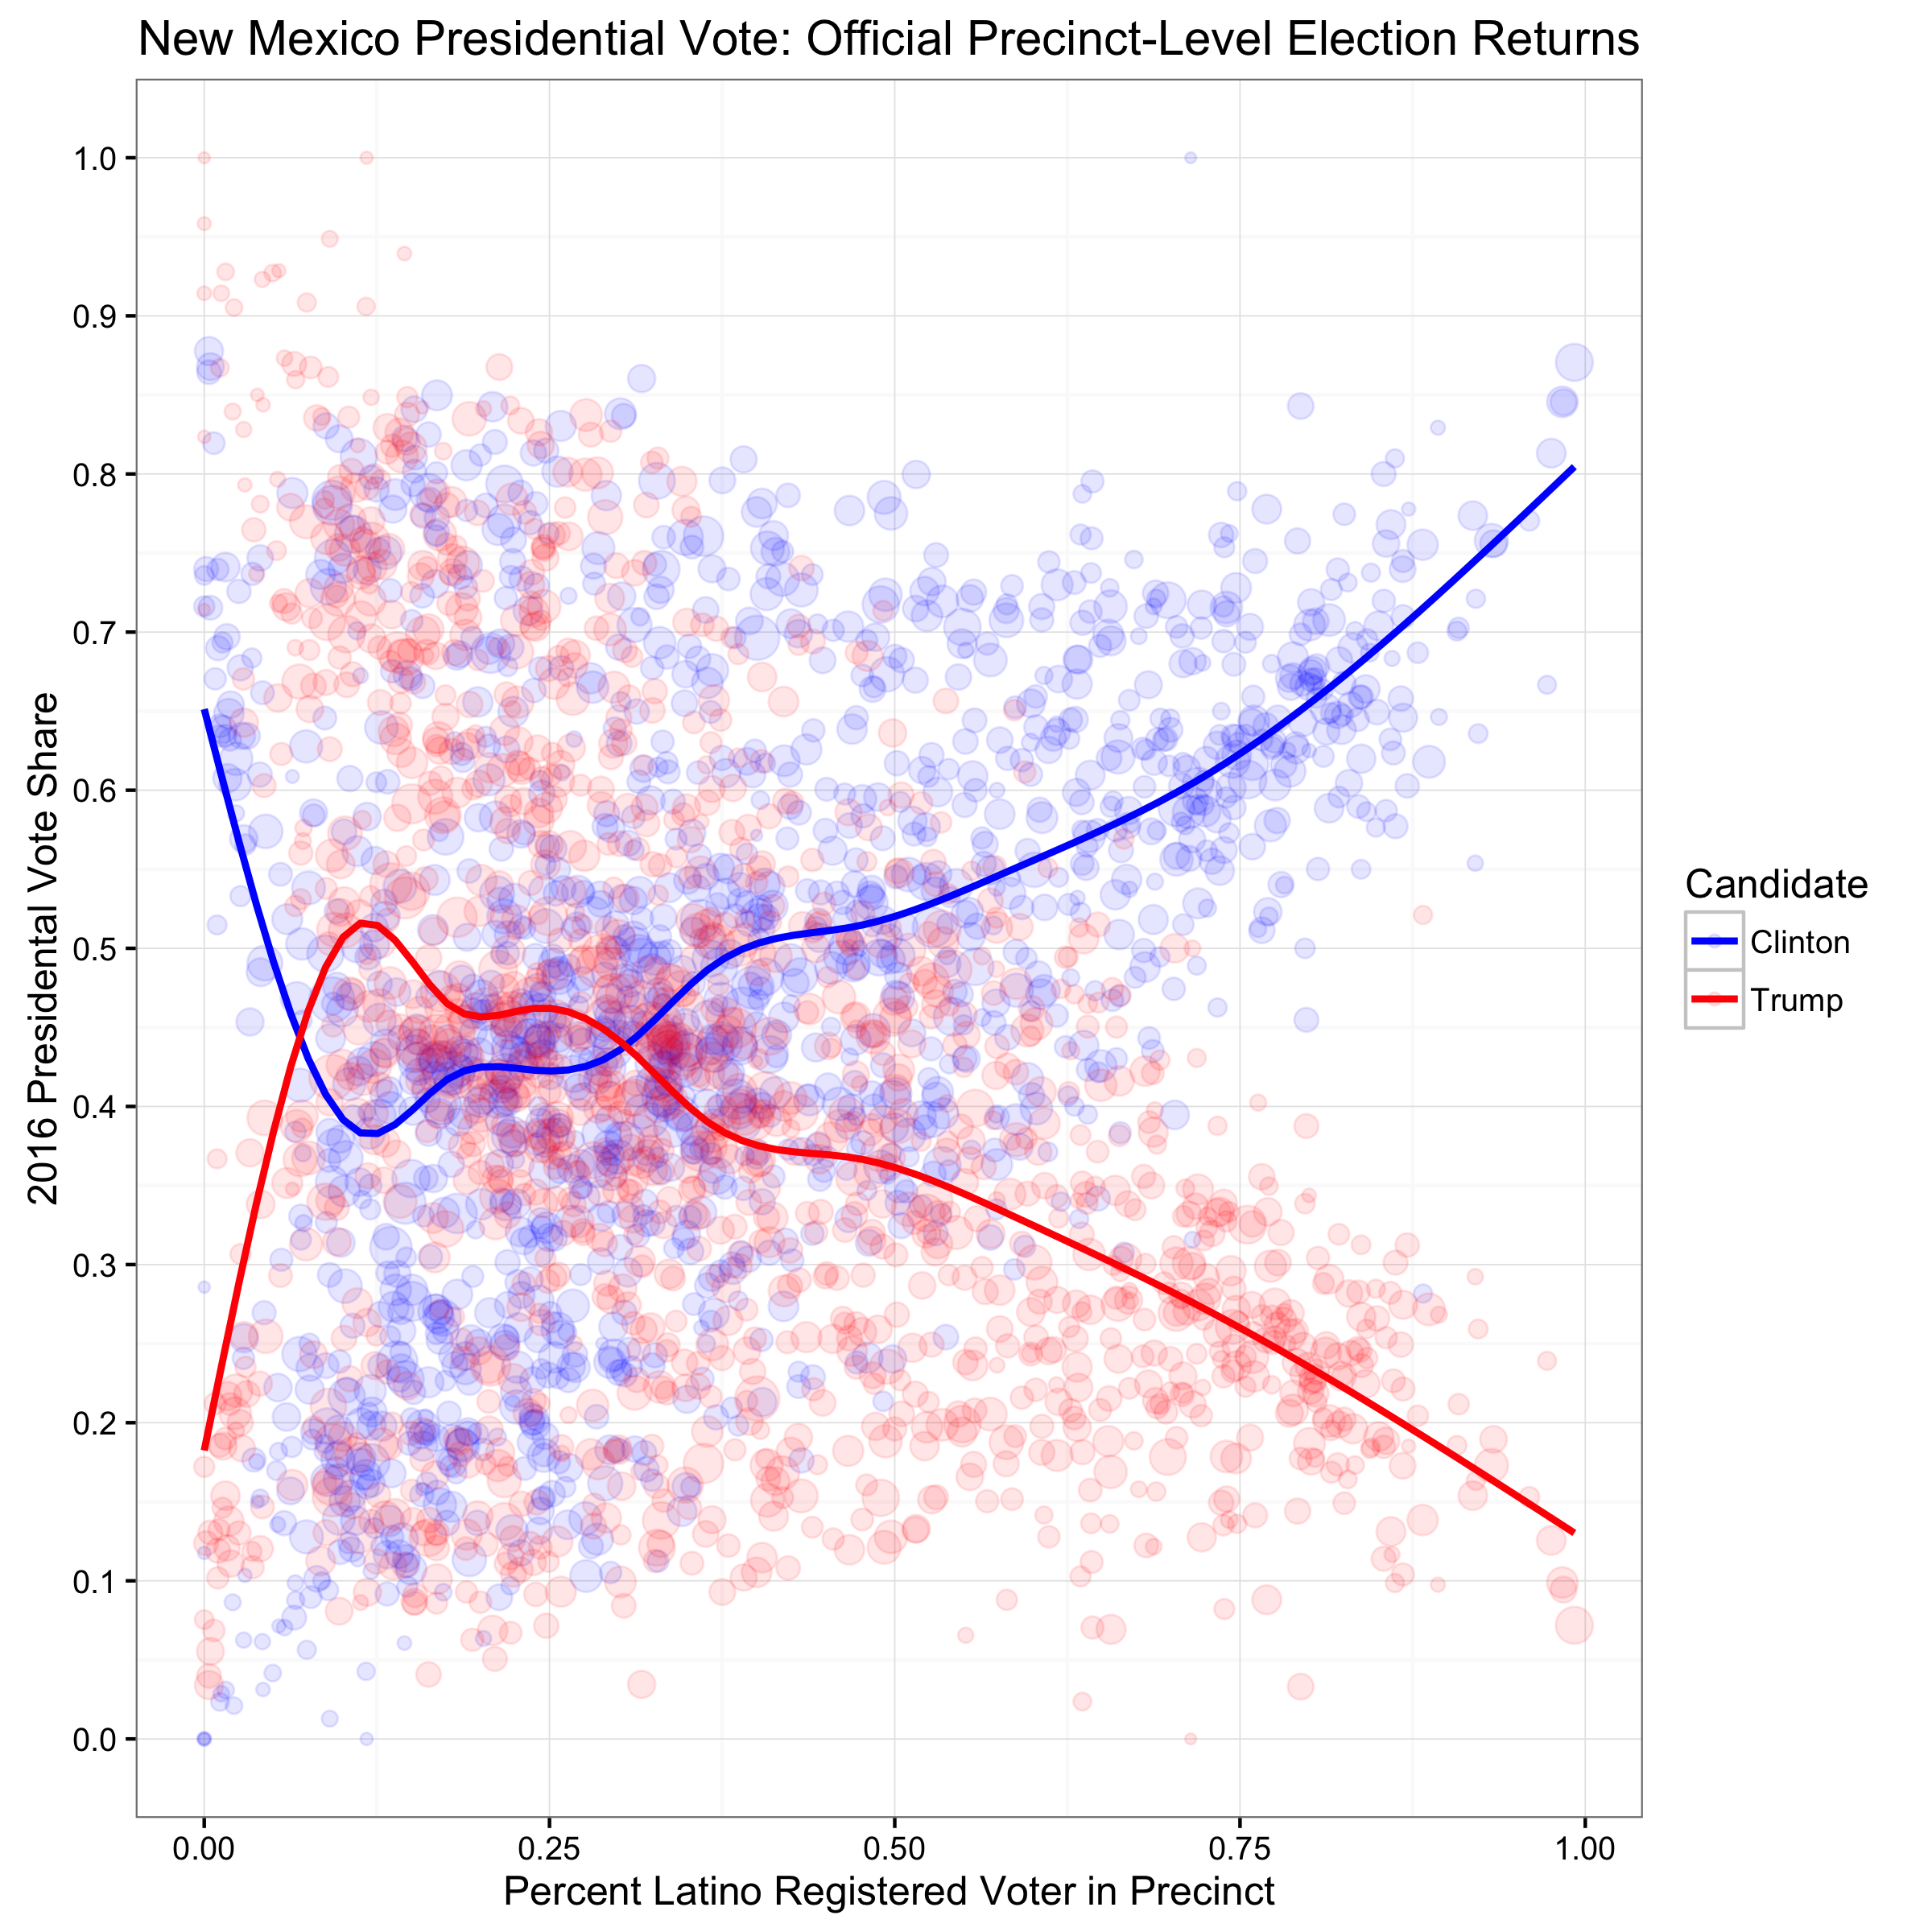 New Mexico Presidential Vote: Official Precinct-Level Election Returns
2016 Presidental Vote Share
1.0
0.9
0.8
0.7
0.6
0.5
0.4
0.3
0.2
0.1
0.0
0.00 0.25 0.50 0.75 1.00
Percent Latino Registered Voter in Precinct
Candidate
Clinton
Trump